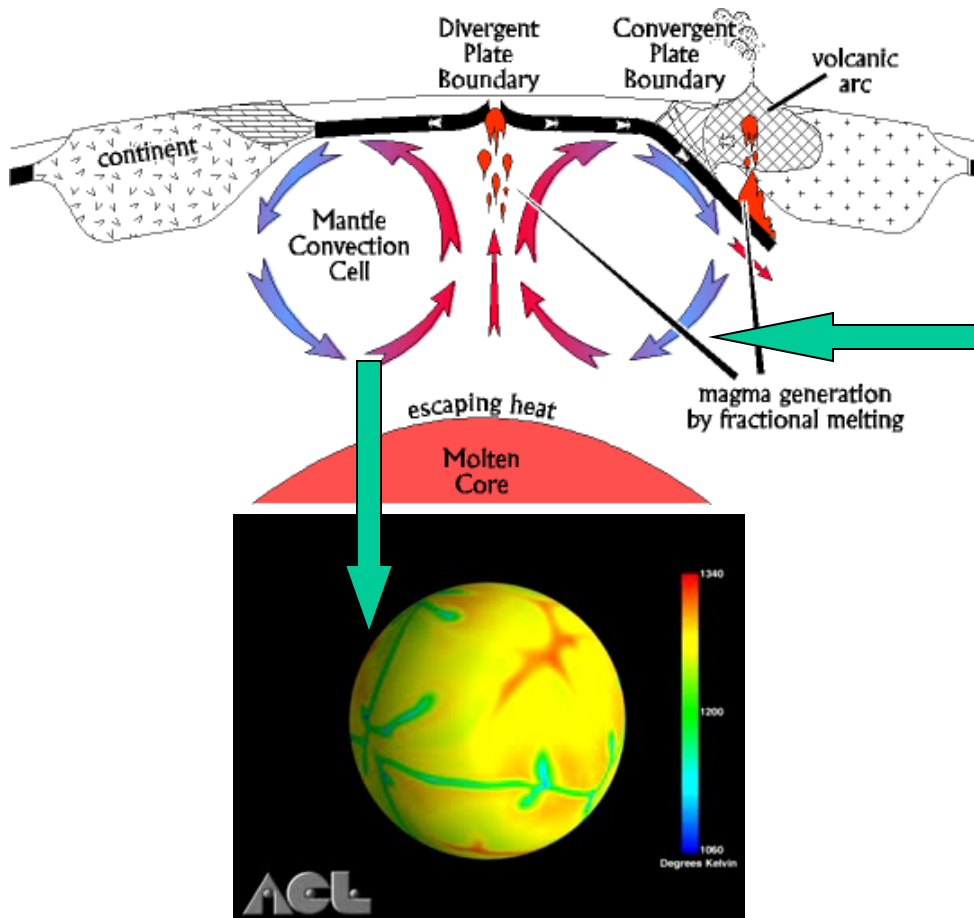 Divergent
Plate
Boundary
Convergent
Plate
Boundary
volcanic
arc
continent
Mantle
Convection
Cell
magma generation
by fractional melting
escaping heat
Molten
Core
1340
1200
1060
Degrees Kelvin
ACL